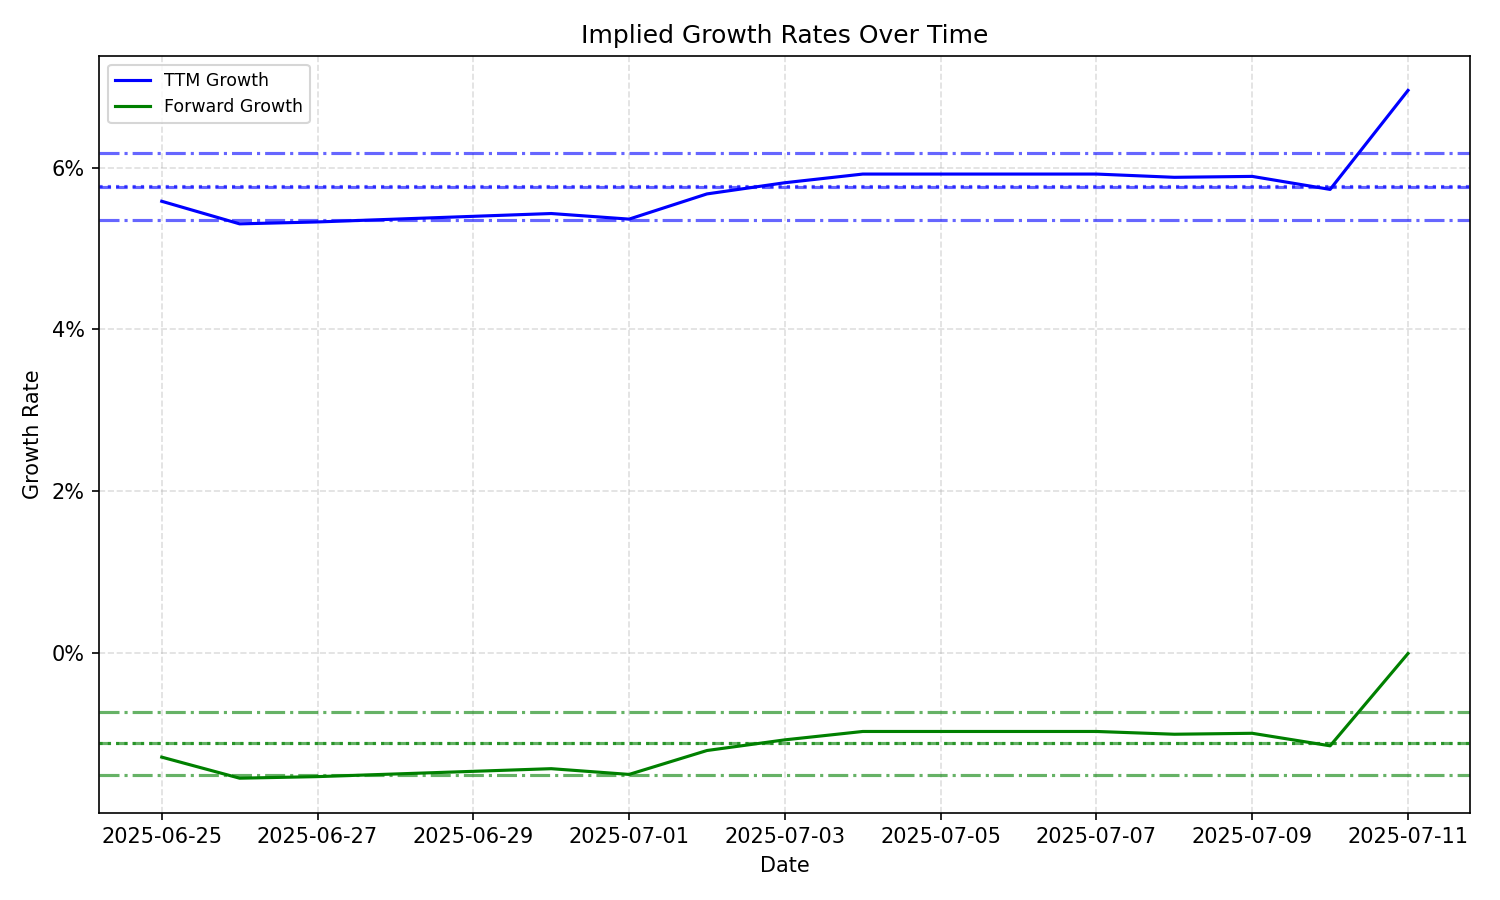 Implied Growth Rates Over Time
TTM Growth
Forward Growth
6%
4%
2%
0%
Growth Rate
2025-06-25
2025-06-27
2025-06-29
2025-07-01
2025-07-03
2025-07-05
2025-07-07
2025-07-09
2025-07-11
Date